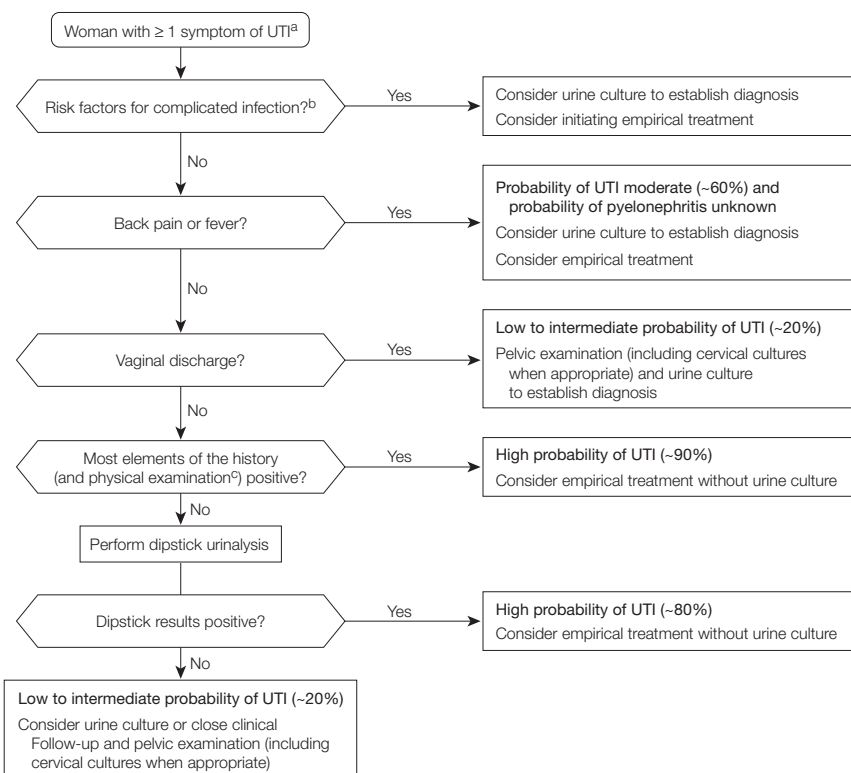 Woman with ≥ 1 symptom of UTIa
Risk factors for complicated infection?b
Yes
Consider urine culture to establish diagnosis
Consider initiating empirical treatment
No
Back pain or fever?
Yes
Probability of UTI moderate (~60%) and
probability of pyelonephritis unknown
Consider urine culture to establish diagnosis
Consider empirical treatment
No
Vaginal discharge?
Yes
Low to intermediate probability of UTI (~20%)
Pelvic examination (including cervical cultures
when appropriate) and urine culture
to establish diagnosis
No
Most elements of the history
(and physical examinationc) positive?
Yes
High probability of UTI (~90%)
Consider empirical treatment without urine culture
No
Perform dipstick urinalysis
Dipstick results positive?
Yes
High probability of UTI (~80%)
Consider empirical treatment without urine culture
No
Low to intermediate probability of UTI (~20%)
Consider urine culture or close clinical
Follow-up and pelvic examination (including
cervical cultures when appropriate)